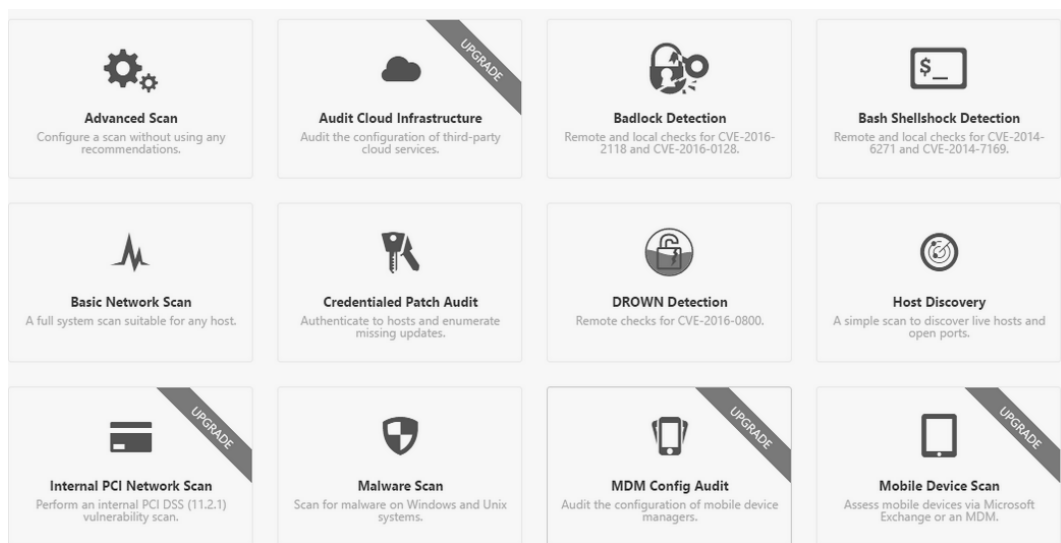 UPGRADE
$_
Advanced Scan
Configure a scan without using any
recommendations.
Audit Cloud Infrastructure
Audit the configuration of third-party
cloud services.
Badlock Detection
Remote and local checks for CVE-2016-
2118 and CVE-2016-0128.
Bash Shellshock Detection
Remote and local checks for CVE-2014-
6271 and CVE-2014-7169.
Basic Network Scan
A full system scan suitable for any host.
Credentialed Patch Audit
Authenticate to hosts and enumerate
missing updates.
DROWN Detection
Remote checks for CVE-2016-0800.
Host Discovery
A simple scan to discover live hosts and
open ports.
UPGRADE
Internal PCI Network Scan
Perform an internal PCI DSS (11.2.1)
vulnerability scan.
Malware Scan
Scan for malware on Windows and Unix
systems.
UPGRADE
MDM Config Audit
Audit the configuration of mobile device
managers.
UPGRADE
Mobile Device Scan
Assess mobile devices via Microsoft
Exchange or an MDM.